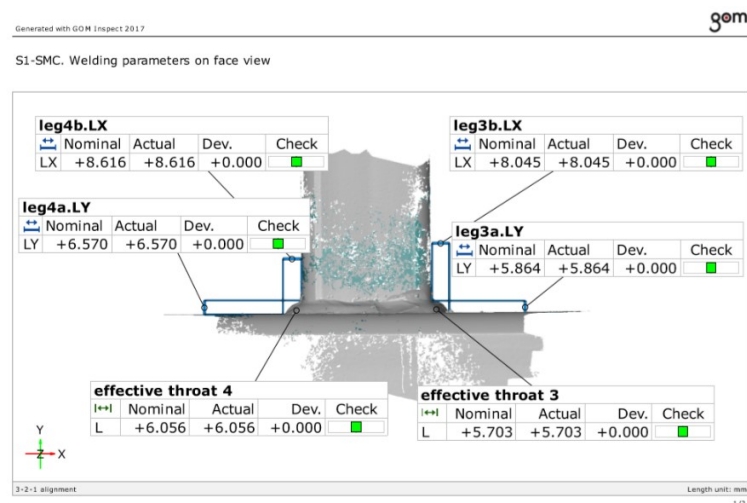 gom
Generated with GOM Inspect 2017
S1-SMC. Welding parameters on face view
leg4b.LX
Nominal Actual Dev. Check
LX +8.616 +8.616 +0.000
leg3b.LX
Nominal Actual Dev. Check
LX +8.045 +8.045 +0.000
leg4a.LY
Nominal Actual Dev. Check
LY +6.570 +6.570 +0.000
leg3a.LY
Nominal Actual Dev. Check
LY +5.864 +5.864 +0.000
effective throat 4
Nominal Actual Dev. Check
L +6.056 +6.056 +0.000
effective throat 3
Nominal Actual Dev. Check
L +5.703 +5.703 +0.000
Y
Z X
3-2-1 alignment
Length unit: mm